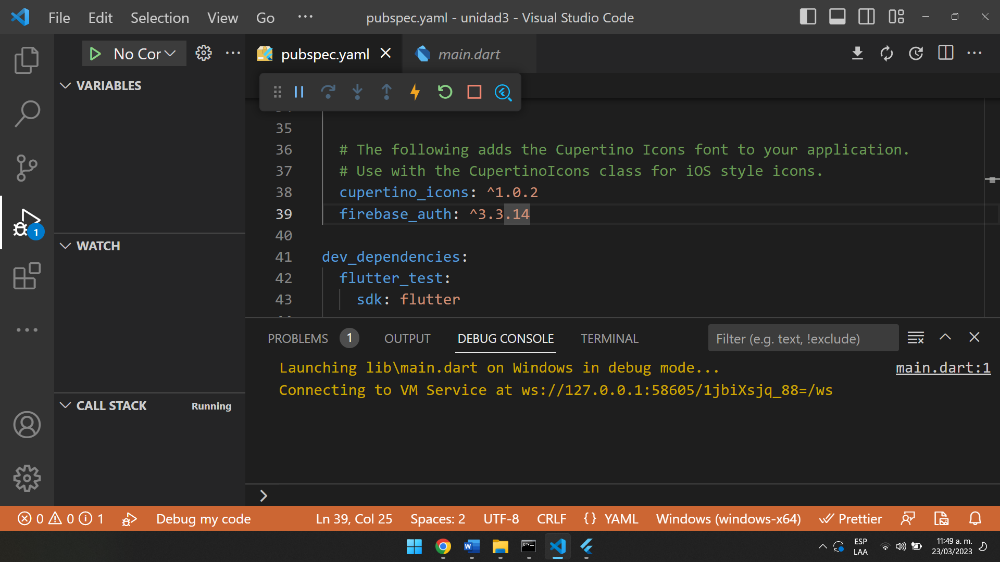 File Edit Selection View Go ··· pubspec.yaml - unidad3 - Visual Studio Code
No Cor
pubspec.yaml
main.dart
VARIABLES
35
36 # The following adds the Cupertino Icons font to your application.
37 # Use with the CupertinoIcons class for iOS style icons.
38 cupertino_icons: ^1.0.2
39 firebase_auth: ^3.3.14
40
41 dev_dependencies:
42 flutter_test:
43 sdk: flutter
1
WATCH
CALL STACK Running
PROBLEMS 1 OUTPUT DEBUG CONSOLE TERMINAL Filter (e.g. text, !exclude)
Launching lib\main.dart on Windows in debug mode... main.dart:1
Connecting to VM Service at ws://127.0.0.1:58605/1jbiXsjq_88=/ws
0 0 1 Debug my code Ln 39, Col 25 Spaces: 2 UTF-8 CRLF {} YAML Windows (windows-x64) Prettier
ESP
LAA
11:49 a. m.
23/03/2023